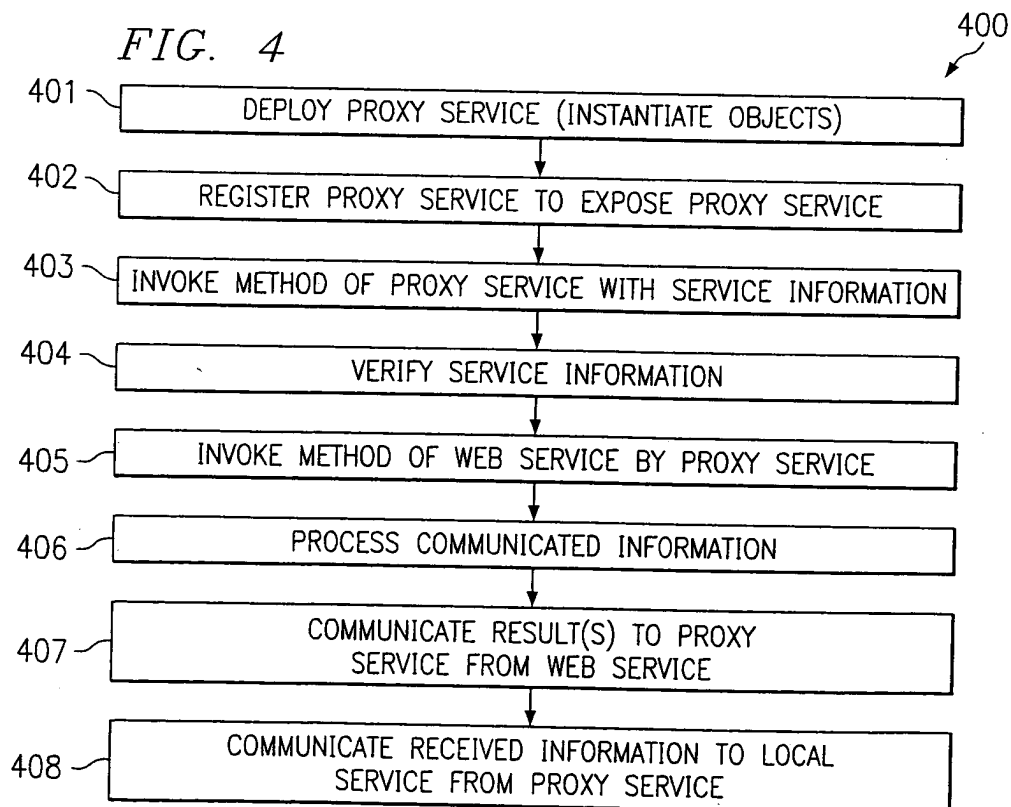 FIG. 4
400
401
DEPLOY PROXY SERVICE (INSTANTIATE OBJECTS)
402
REGISTER PROXY SERVICE TO EXPOSE PROXY SERVICE
403
INVOKE METHOD OF PROXY SERVICE WITH SERVICE INFORMATION
404
VERIFY SERVICE INFORMATION
405
INVOKE METHOD OF WEB SERVICE BY PROXY SERVICE
406
PROCESS COMMUNICATED INFORMATION
407
COMMUNICATE RESULT(S) TO PROXY
SERVICE FROM WEB SERVICE
408
COMMUNICATE RECEIVED INFORMATION TO LOCAL
SERVICE FROM PROXY SERVICE